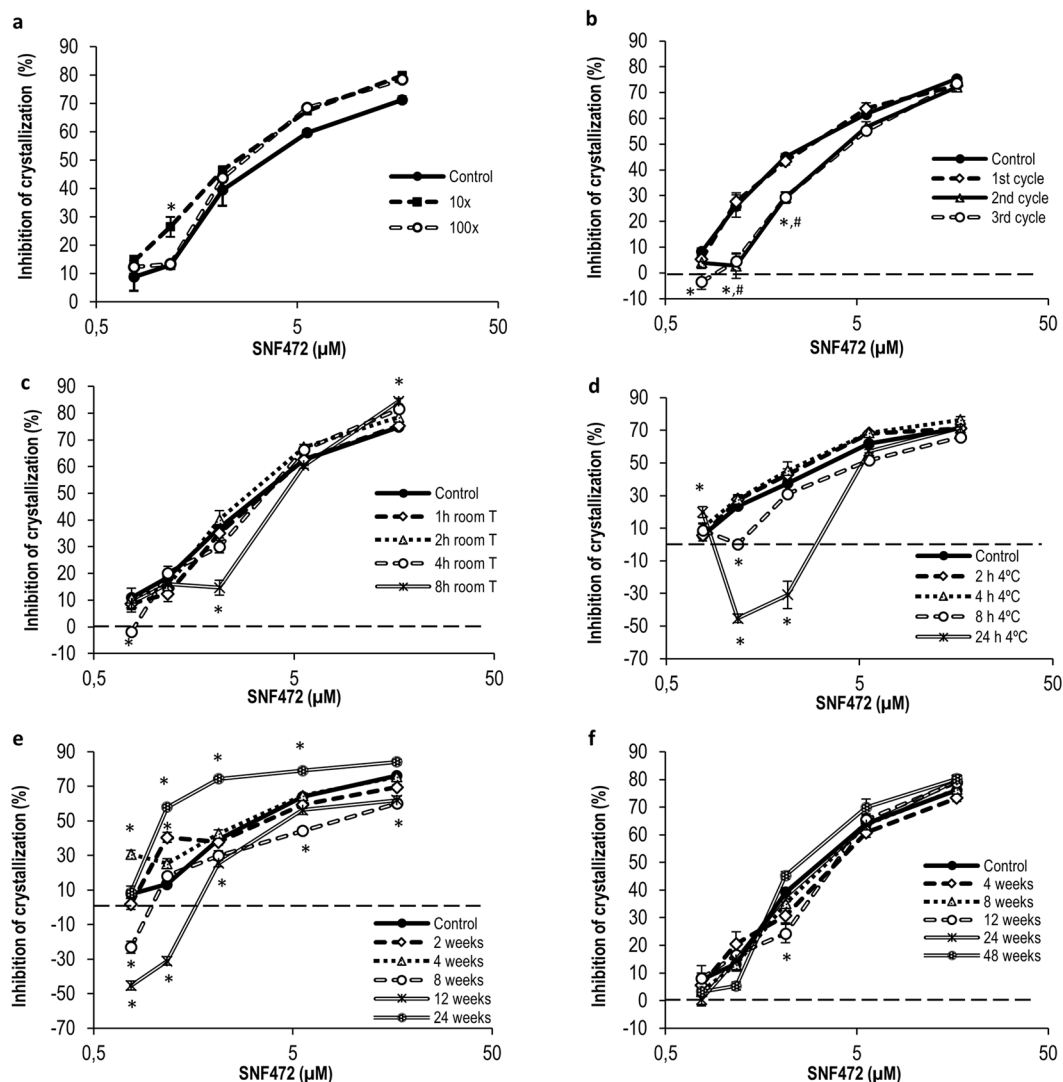 a
Inhibition of crystallization (%)
90
80
70
60
50
40
30
20
10
0
*
Control
10x
100x
0,5
5
50
SNF472 (µM)
b
Inhibition of crystallization (%)
90
80
70
60
50
40
30
20
10
0
-10
Control
1st cycle
2nd cycle
3rd cycle
*,#
*
*,#
0,5
5
50
SNF472 (µM)
c
Inhibition of crystallization (%)
90
80
70
60
50
40
30
20
10
0
-10
*
Control
1h room T
2h room T
4h room T
8h room T
*
*
0,5
5
50
SNF472 (µM)
d
Inhibition of crystallization (%)
90
70
50
30
10
-10
-30
-50
-70
*
*
*
*
Control
2 h 4ºC
4 h 4ºC
8 h 4ºC
24 h 4ºC
0,5
5
50
SNF472 (µM)
e
Inhibition of crystallization (%)
90
70
50
30
10
-10
-30
-50
-70
*
*
*
*
*
*
*
*
*
*
*
Control
2 weeks
4 weeks
8 weeks
12 weeks
24 weeks
0,5
5
50
SNF472 (µM)
f
Inhibition of crystallization (%)
90
80
70
60
50
40
30
20
10
0
-10
*
Control
4 weeks
8 weeks
12 weeks
24 weeks
48 weeks
0,5
5
50
SNF472 (µM)